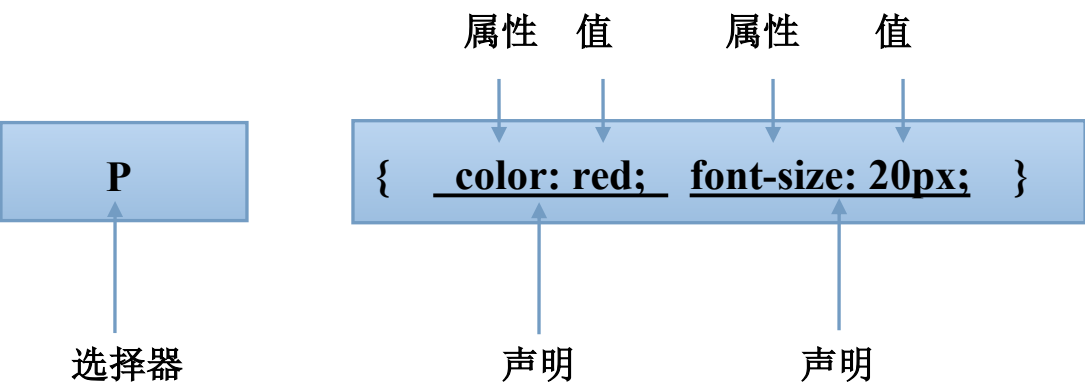 属性 值 属性 值
P { color: red; font-size: 20px; }
选择器 声明 声明